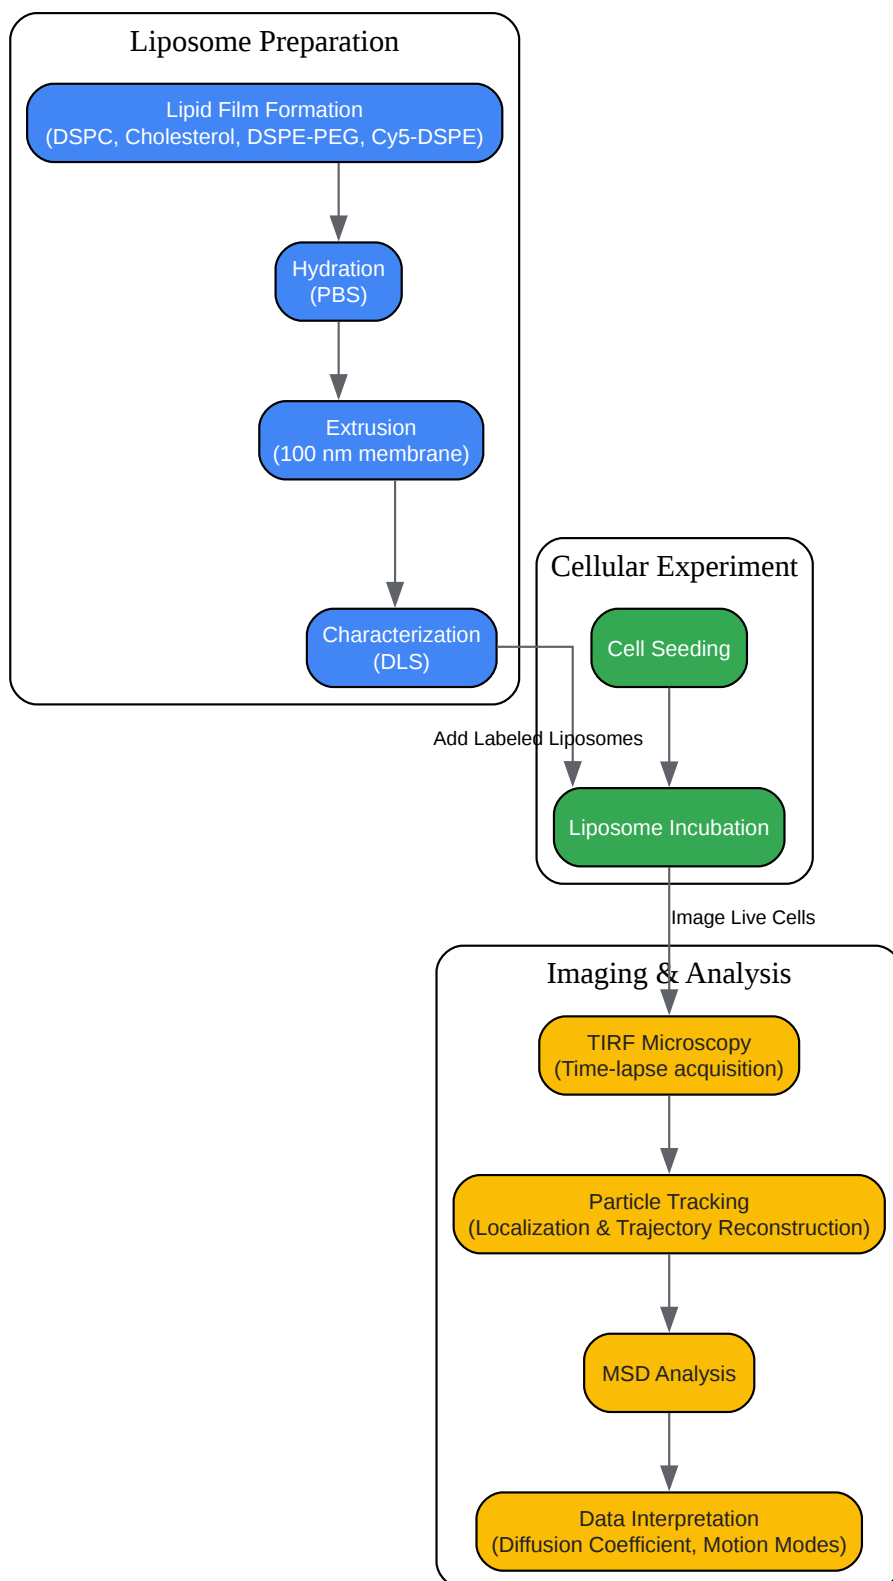 Liposome Preparation
Lipid Film Formation
(DSPC, Cholesterol, DSPE-PEG, Cy5-DSPE)
Hydration
(PBS)
Extrusion
(100 nm membrane)
Characterization
(DLS)
Cellular Experiment
Cell Seeding
Add Labeled Liposomes
Liposome Incubation
Image Live Cells
Imaging & Analysis
TIRF Microscopy
(Time-lapse acquisition)
Particle Tracking
(Localization & Trajectory Reconstruction)
MSD Analysis
Data Interpretation
(Diffusion Coefficient, Motion Modes)